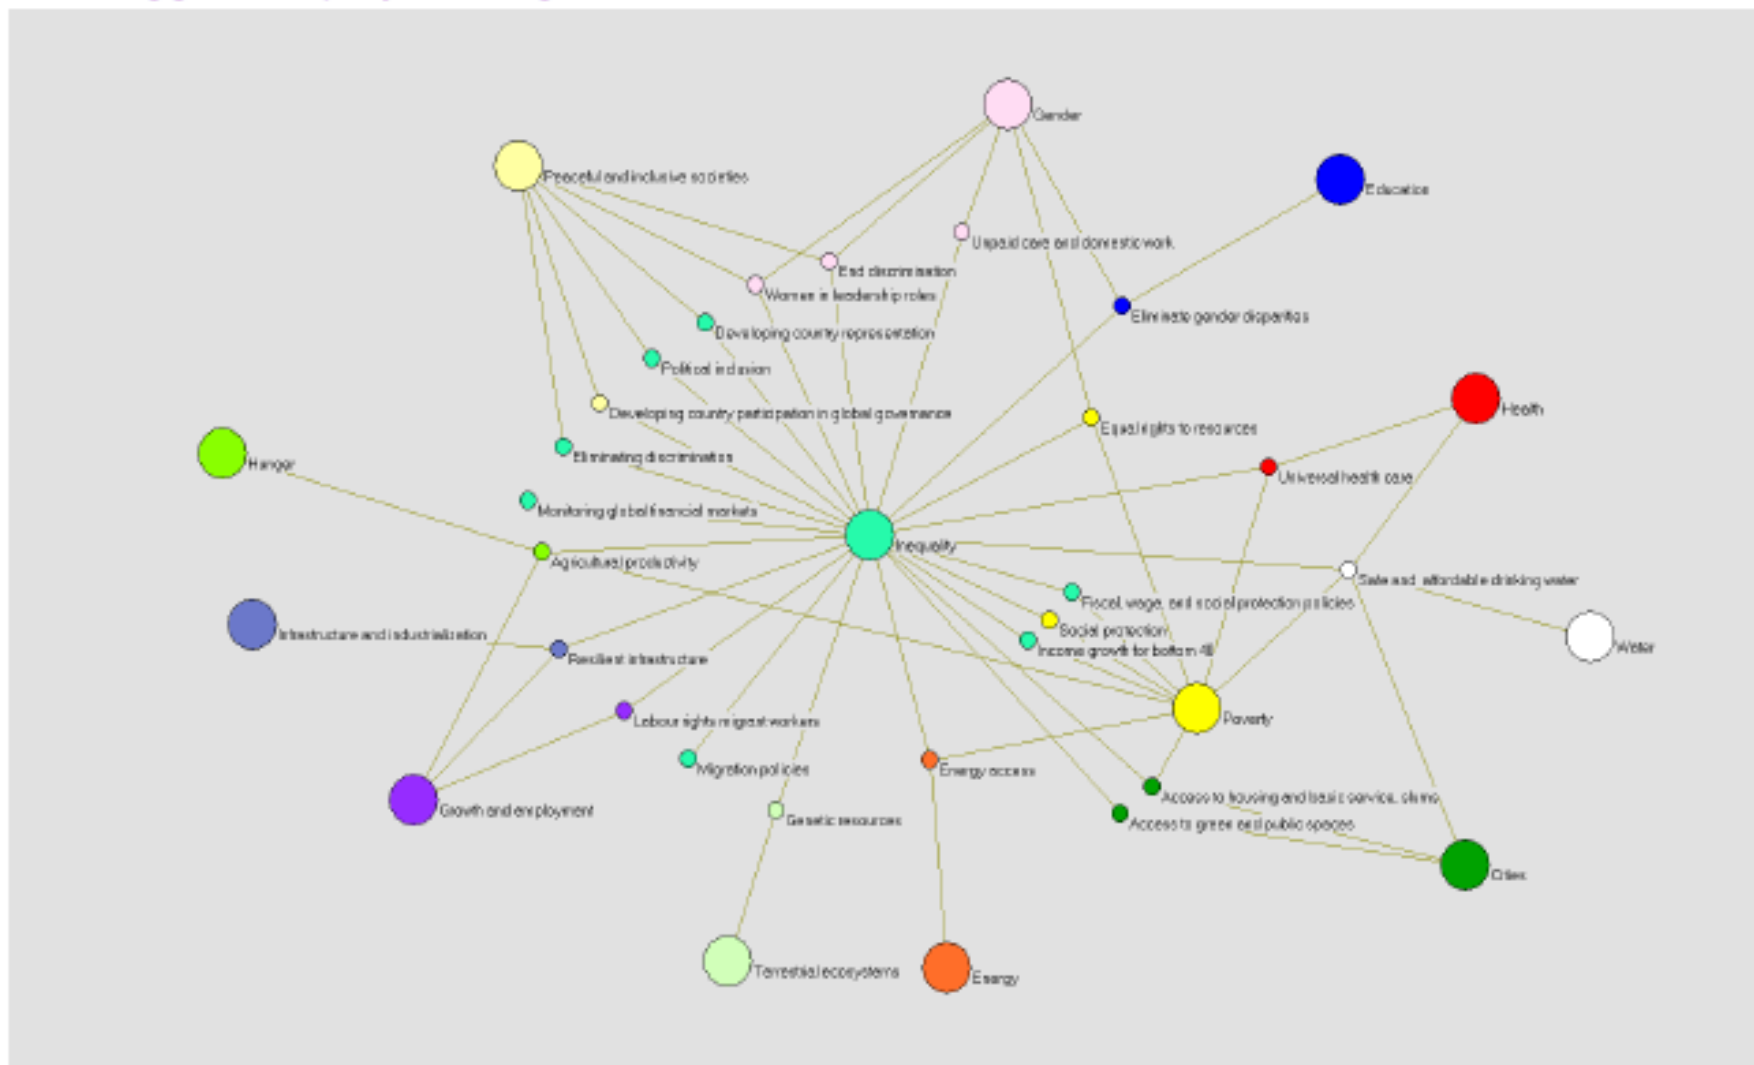 Gender
Peaceful and inclusive societies
Education
Unpaid care and domestic work
End discrimination
Women in leadership roles
Eliminate gender disparities
Developing country representation
Political inclusion
Developing country participation in global governance
Health
Equal rights to resources
Eliminating discrimination
Hunger
Universal health care
Monitoring global financial markets
Inequality
Agricultural productivity
Safe and affordable drinking water
Fiscal, wage, and social protection policies
Social protection
Infrastructure and industrialization
Water
Income growth for bottom 40
Resilient infrastructure
Poverty
Labour rights migrant workers
Migration policies
Energy access
Access to housing and basic service, slums
Growth and employment
Genetic resources
Access to green and public spaces
Cities
Terrestrial ecosystems
Energy